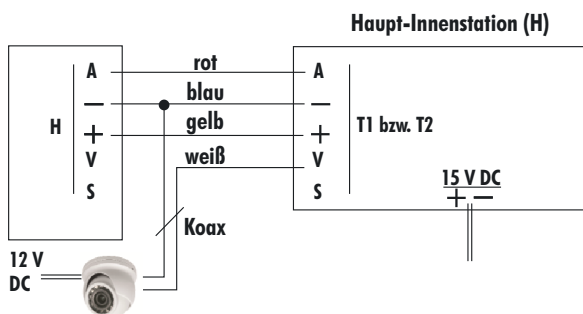 Haupt-Innenstation (H)
A rot A
– blau –
H + gelb + T1 bzw. T2
V weiß V
S S
15 V DC
+ –
Koax
12 V
DC